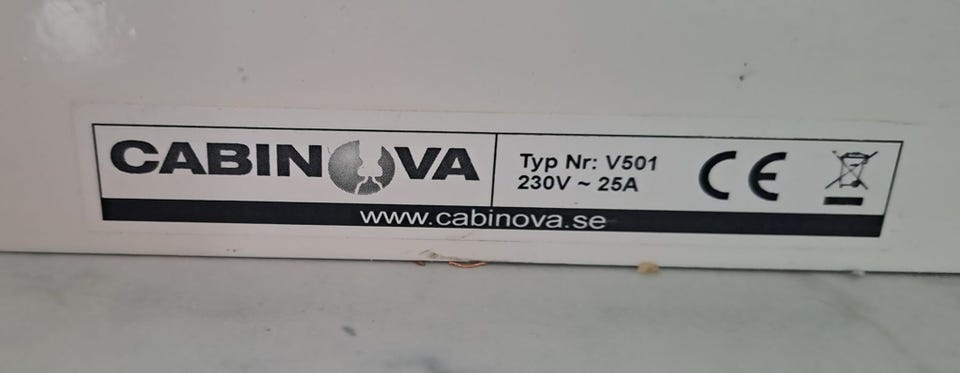 CABINOVA
Typ Nr: V501
230V ~ 25A
CE
www.cabinova.se